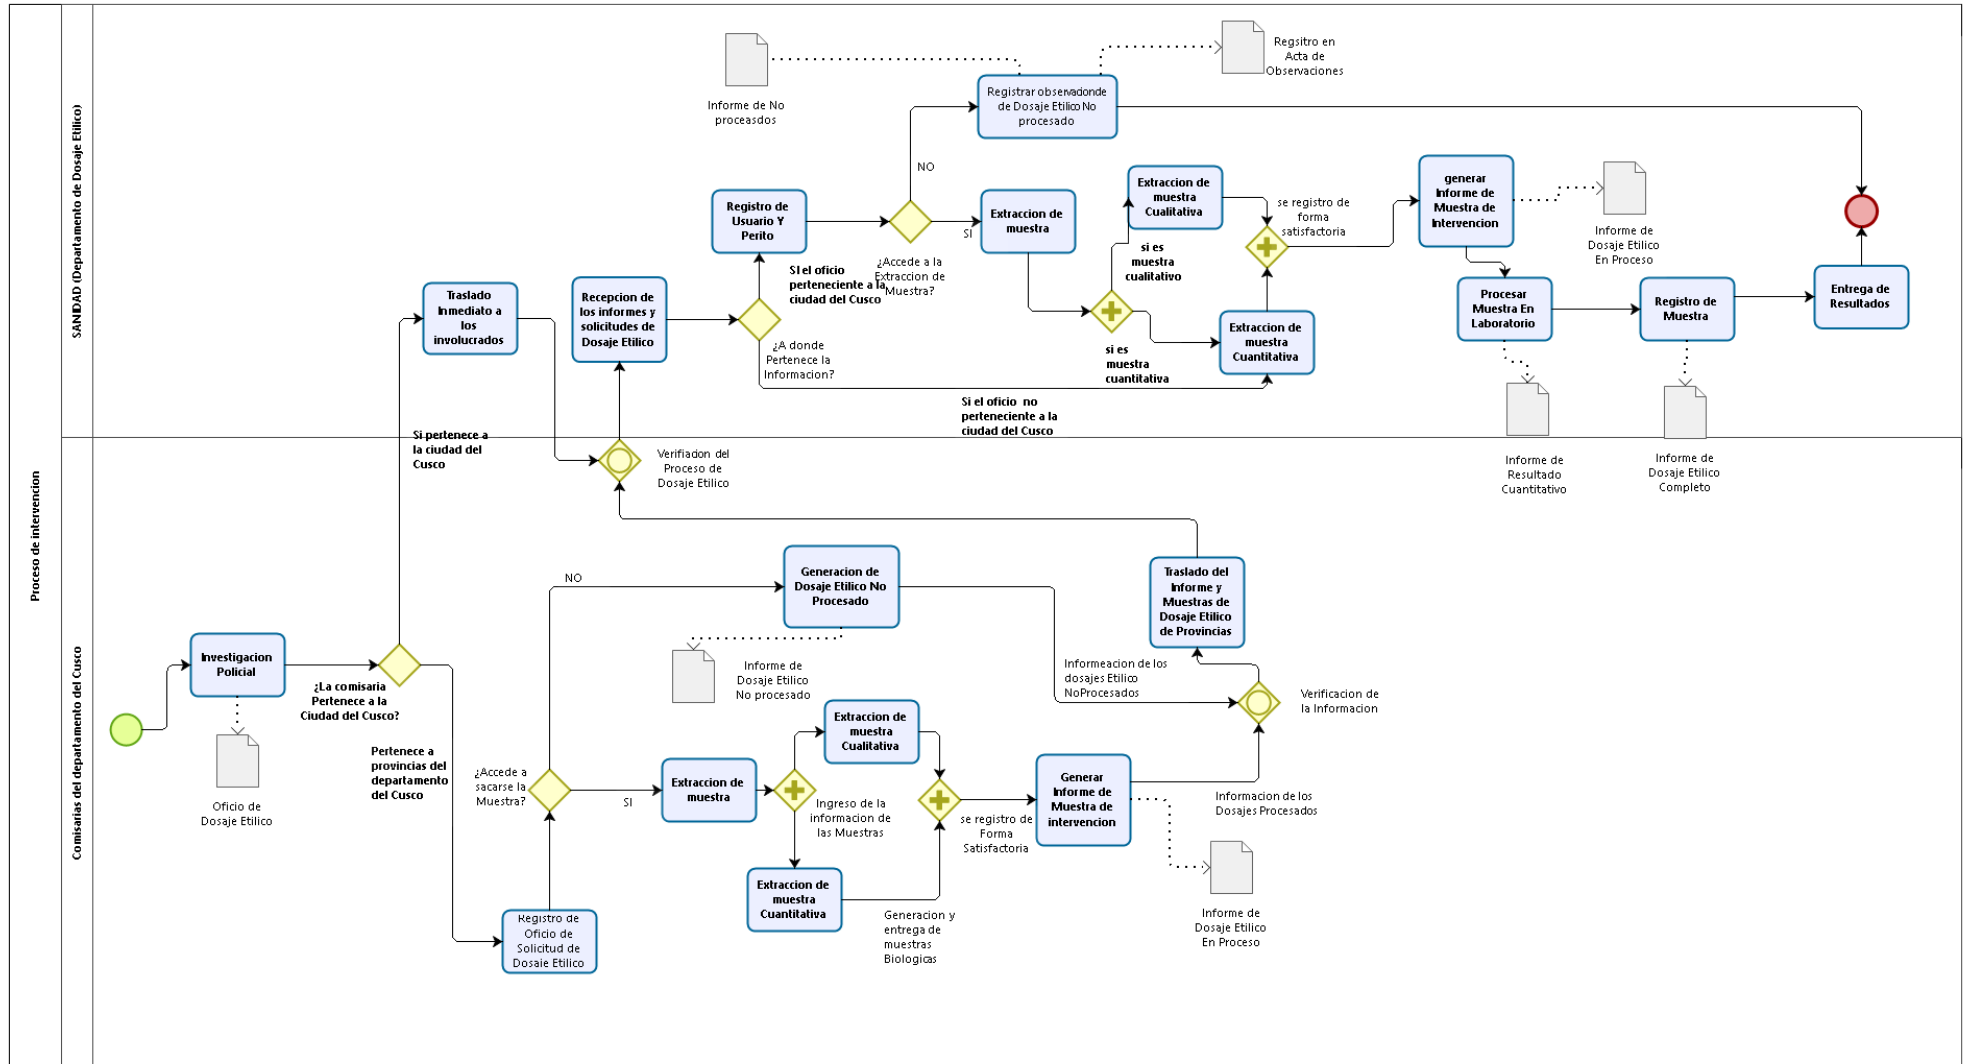 Proceso de intervencion
SANIDAD (Departamento de Dosaje Etilico)
Informe de No
proceasdos
Regsitro en
Acta de
Observaciones
Registrar observadonde
de Dosaje Etilico No
procesado
NO
Registro de
Usuario Y
Perito
SI
Extraccion de
muestra
¿Accede a la
Extraccion de
Muestra?
Extraccion de
muestra
Cualitativa
se registro de
forma
satisfactoria
generar
Informe de
Muestra de
Intervencion
Informe de
Dosaje Etilico
En Proceso
si es
muestra
cualitativo
SI el oficio
perteneciente a la
ciudad del Cusco
Traslado
Inmediato a
los
involucrados
Recepcion de
los informes y
solicitudes de
Dosaje Etilico
¿A donde
Pertenece la
Informacion?
si es
muestra
cuantitativa
Extraccion de
muestra
Cuantitativa
Procesar
Muestra En
Laboratorio
Registro de
Muestra
Entrega de
Resultados
Si el oficio no
perteneciente a la
ciudad del Cusco
Informe de
Resultado
Cuantitativo
Informe de
Dosaje Etilico
Completo
Si pertenece a
la ciudad del
Cusco
Verifiadon del
Proceso de
Dosaje Etilico
Comisarias del departamento del Cusco
Investigacion
Policial
Oficio de
Dosaje Etilico
¿La comisaria
Pertenece a la
Ciudad del Cusco?
Pertenece a
provincias del
departamento
del Cusco
Registro de
Oficio de
Solicitud de
Dosaie Etilico
¿Accede a
sacarse la
Muestra?
NO
SI
Generacion de
Dosaje Etilico No
Procesado
Informe de
Dosaje Etilico
No procesado
Extraccion de
muestra
Extraccion de
muestra
Cualitativa
Ingreso de la
informacion de
las Muestras
Extraccion de
muestra
Cuantitativa
Generacion y
entrega de
muestras
Biologicas
se registro de
Forma
Satisfactoria
Generar
Informe de
Muestra de
intervencion
Informe de
Dosaje Etilico
En Proceso
Informeacion de los
dosajes Etilico
NoProcesados
Informacion de los
Dosajes Procesados
Verificacion de
la Informacion
Traslado del
Informe y
Muestras de
Dosaje Etilico
de Provincias